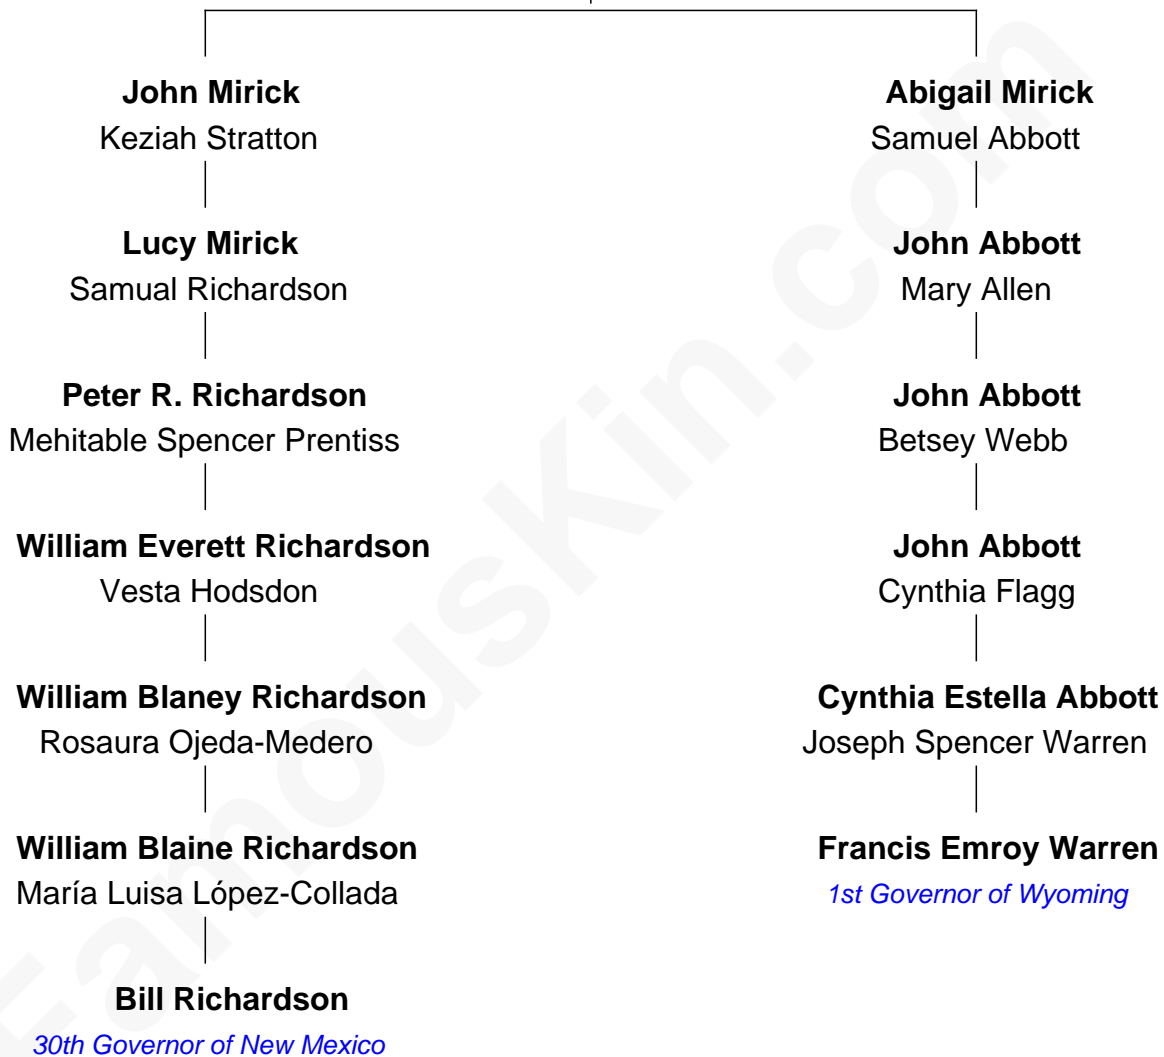 John Mirick
Keziah Stratton
Abigail Mirick
Samuel Abbott
Lucy Mirick
Samual Richardson
John Abbott
Mary Allen
Peter R. Richardson
Mehitable Spencer Prentiss
John Abbott
Betsey Webb
William Everett Richardson
Vesta Hodsdon
John Abbott
Cynthia Flagg
William Blaney Richardson
Rosaura Ojeda-Medero
Cynthia Estella Abbott
Joseph Spencer Warren
William Blaine Richardson
María Luisa López-Collada
Francis Emroy Warren
1st Governor of Wyoming
Bill Richardson
30th Governor of New Mexico
FamousKin.com